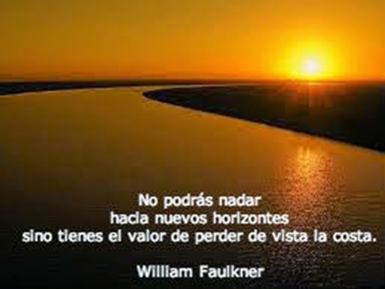 No podrás nadar
hacia nuevos horizontes
sino tienes el valor de perder de vista la costa.
William Faulkner